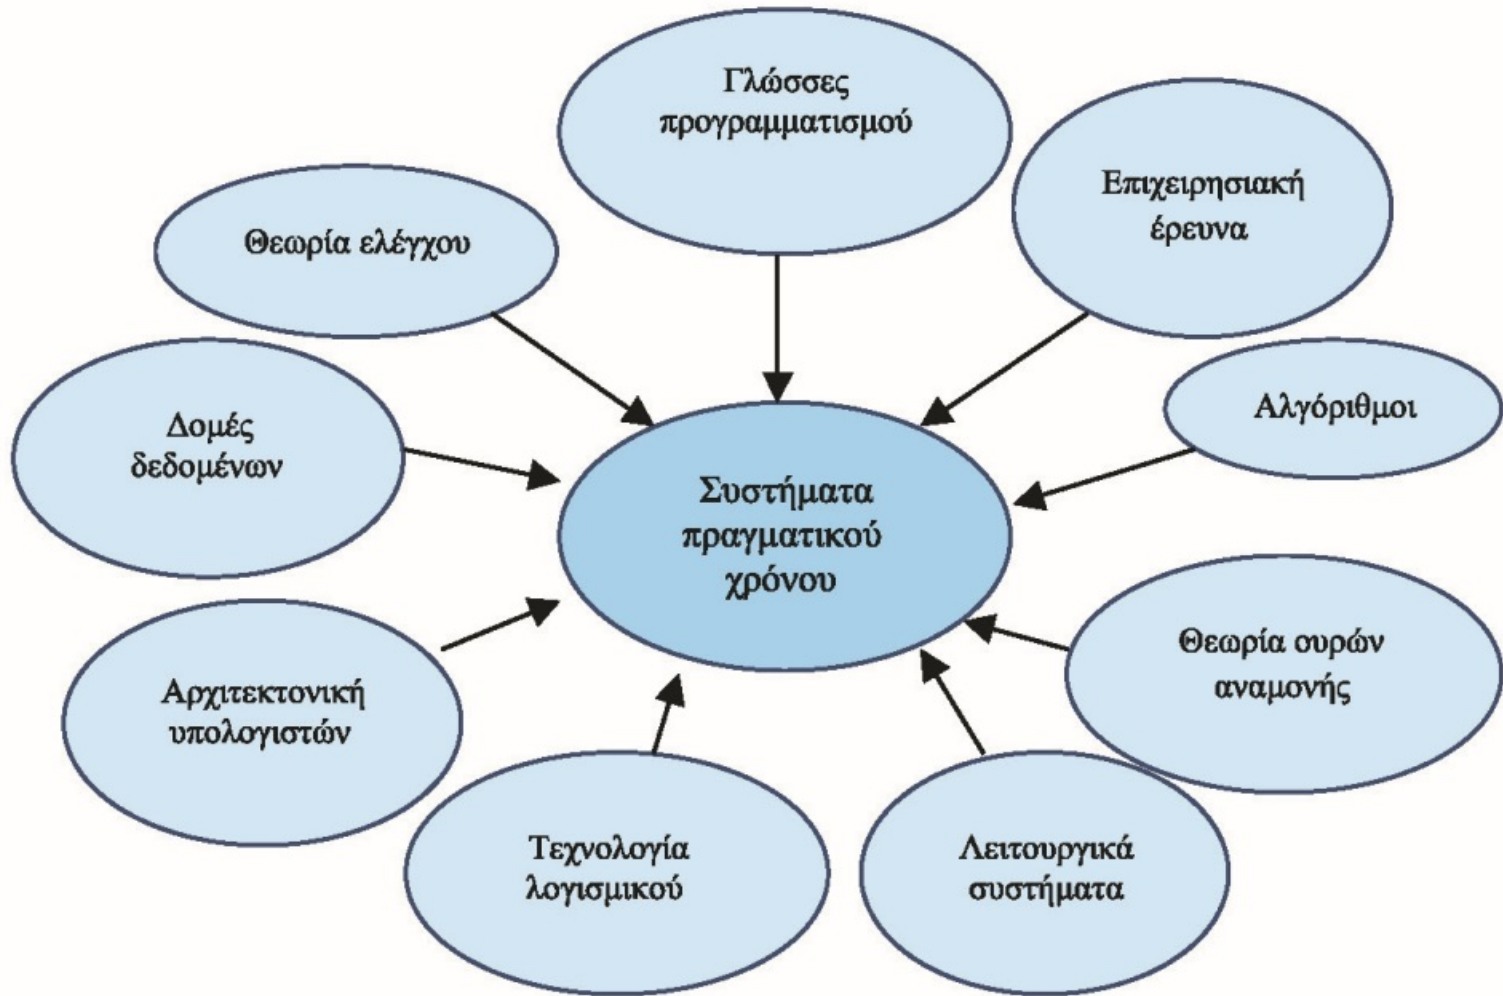 Γλώσσες
προγραμματισμού
Επιχειρησιακή
έρευνα
Θεωρία ελέγχου
Αλγόριθμοι
Δομές
δεδομένων
Συστήματα
πραγματικού
χρόνου
Θεωρία ουρών
αναμονής
Αρχιτεκτονική
υπολογιστών
Τεχνολογία
λογισμικού
Λειτουργικά
συστήματα